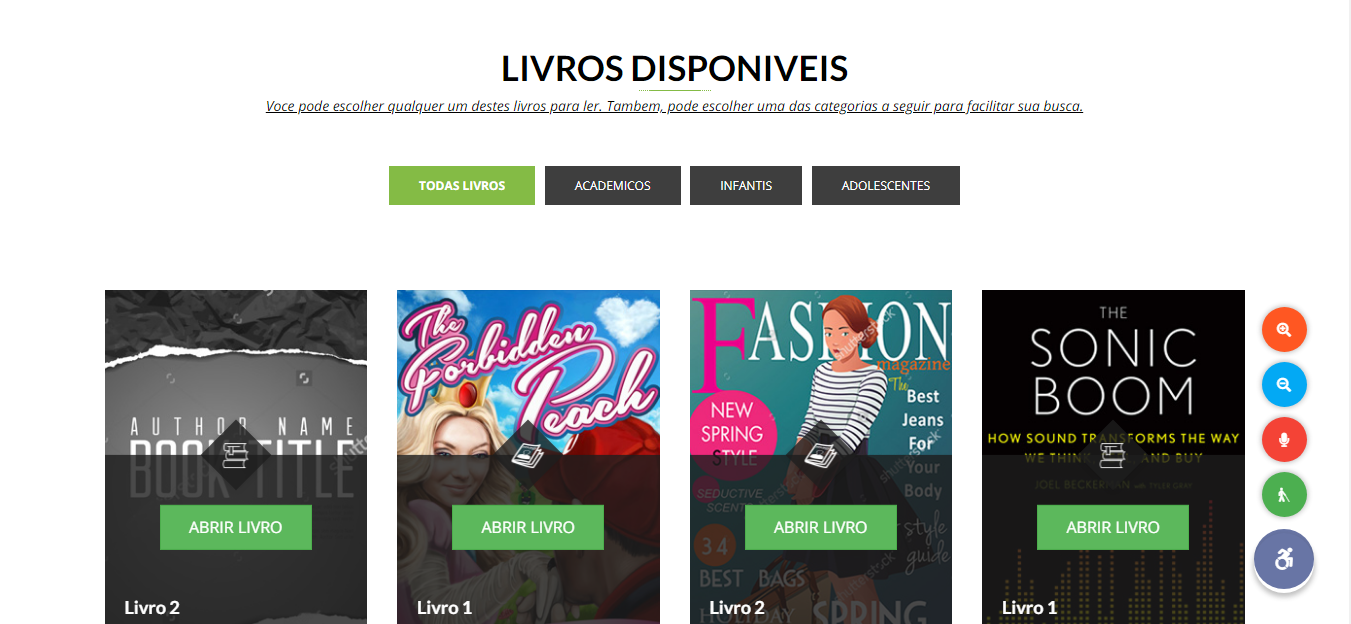 LIVROS DISPONIVEIS
Voce pode escolher qualquer um destes livros para ler. Tambem, pode escolher uma das categorias a seguir para facilitar sua busca.
TODAS LIVROS
ACADEMICOS
INFANTIS
ADOLESCENTES
AUTHOR NAME
BOOK TITLE
ABRIR LIVRO
Livro 2
The
Forbidden
Peach
ABRIR LIVRO
Livro 1
FASHION
magazine
The
Best
Jeans
For
Your
Body
NEW
SPRING
STYLE
SEDUCTIVE
SCENT
34
style
guide
ABRIR LIVRO
BEST BAGS
HOLIDAY SPRING
Livro 2
THE
SONIC
BOOM
HOW SOUND TRANSFORMS THE WAY
WE THINK AND BUY
JOEL BECKERMAN with TYLER GRAY
ABRIR LIVRO
Livro 1